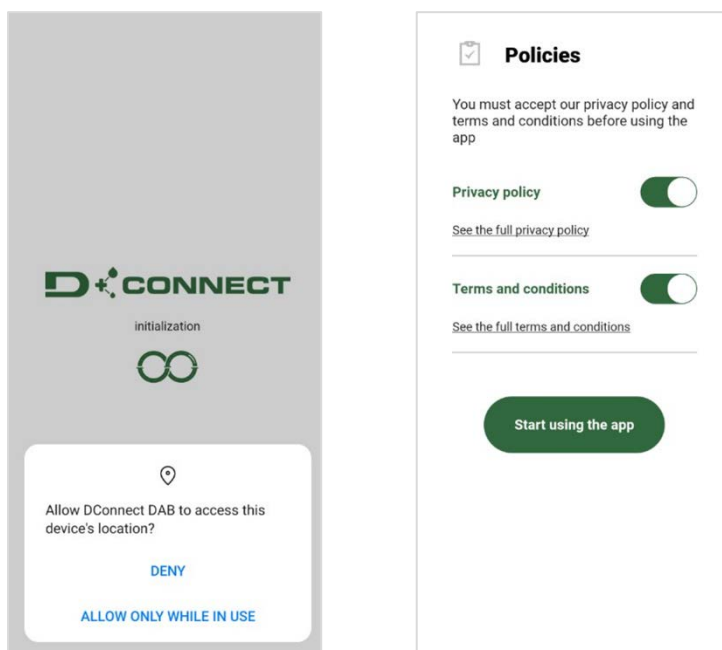 D+CONNECT
initialization
Allow DConnect DAB to access this
device's location?
DENY
ALLOW ONLY WHILE IN USE
Policies
You must accept our privacy policy and
terms and conditions before using the
app
Privacy policy
See the full privacy policy
Terms and conditions
See the full terms and conditions
Start using the app